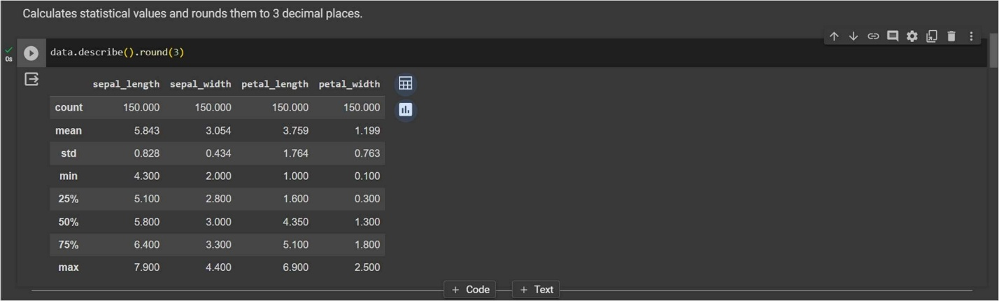 Calculates statistical values and rounds them to 3 decimal places.
0s
data.describe().round(3)
sepal_length sepal_width petal_length petal_width
count 150.000 150.000 150.000 150.000
mean 5.843 3.054 3.759 1.199
std 0.828 0.434 1.764 0.763
min 4.300 2.000 1.000 0.100
25% 5.100 2.800 1.600 0.300
50% 5.800 3.000 4.350 1.300
75% 6.400 3.300 5.100 1.800
max 7.900 4.400 6.900 2.500
+ Code + Text